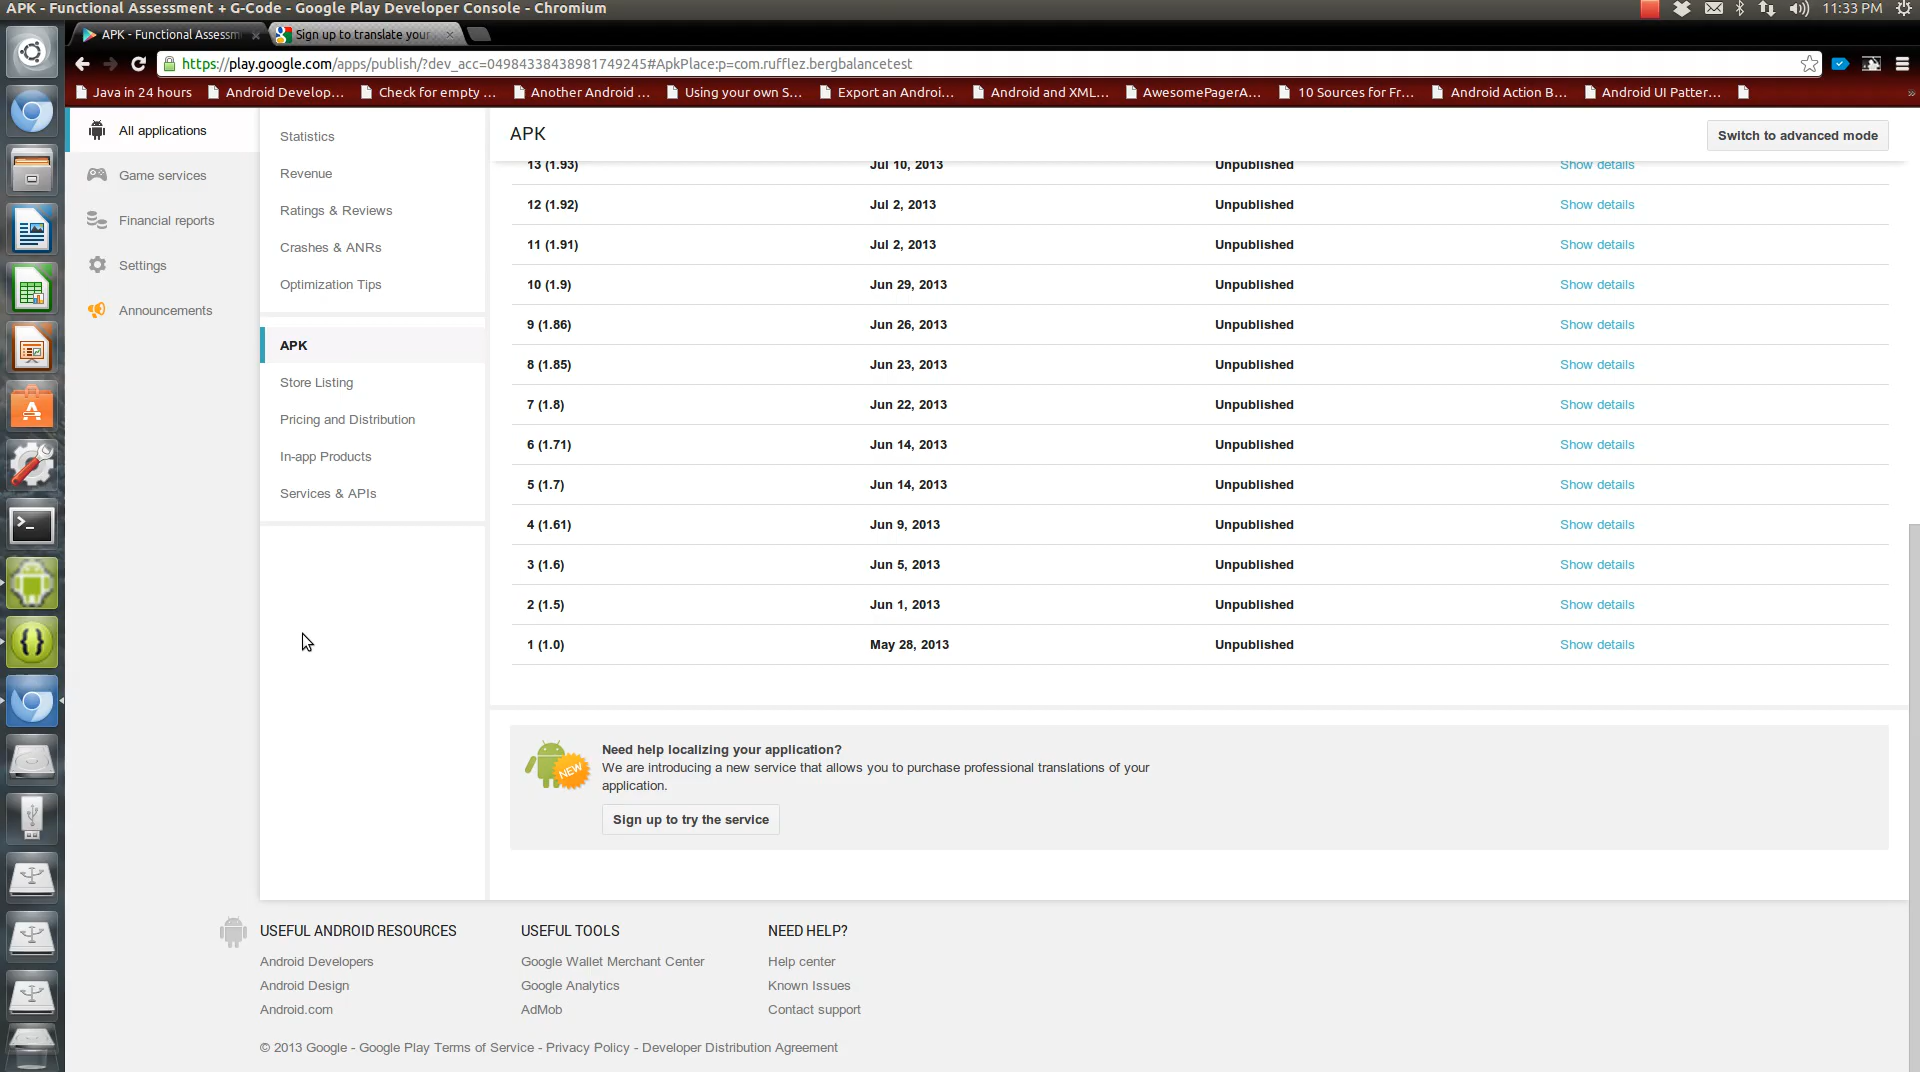 APK - Functional Assessment + G-Code - Google Play Developer Console - Chromium
11:33 PM
APK - Functional Assessm
Sign up to translate your
https://play.google.com/apps/publish/?dev_acc=04984338438981749245#ApkPlace:p=com.rufflez.bergbalancetest
Java in 24 hours
Android Develop...
Check for empty ...
Another Android ...
Using your own S...
Export an Androi...
Android and XML...
AwesomePagerA...
10 Sources for Fr...
Android Action B...
Android UI Patter...
All applications
Game services
Financial reports
Settings
Announcements
Statistics
Revenue
Ratings & Reviews
Crashes & ANRs
Optimization Tips
APK
Store Listing
Pricing and Distribution
In-app Products
Services & APIs
APK
Switch to advanced mode
13 (1.93) Jul 10, 2013 Unpublished Show details
12 (1.92) Jul 2, 2013 Unpublished Show details
11 (1.91) Jul 2, 2013 Unpublished Show details
10 (1.9) Jun 29, 2013 Unpublished Show details
9 (1.86) Jun 26, 2013 Unpublished Show details
8 (1.85) Jun 23, 2013 Unpublished Show details
7 (1.8) Jun 22, 2013 Unpublished Show details
6 (1.71) Jun 14, 2013 Unpublished Show details
5 (1.7) Jun 14, 2013 Unpublished Show details
4 (1.61) Jun 9, 2013 Unpublished Show details
3 (1.6) Jun 5, 2013 Unpublished Show details
2 (1.5) Jun 1, 2013 Unpublished Show details
1 (1.0) May 28, 2013 Unpublished Show details
NEW
Need help localizing your application?
We are introducing a new service that allows you to purchase professional translations of your
application.
Sign up to try the service
USEFUL ANDROID RESOURCES
Android Developers
Android Design
Android.com
USEFUL TOOLS
Google Wallet Merchant Center
Google Analytics
AdMob
NEED HELP?
Help center
Known Issues
Contact support
© 2013 Google - Google Play Terms of Service - Privacy Policy - Developer Distribution Agreement